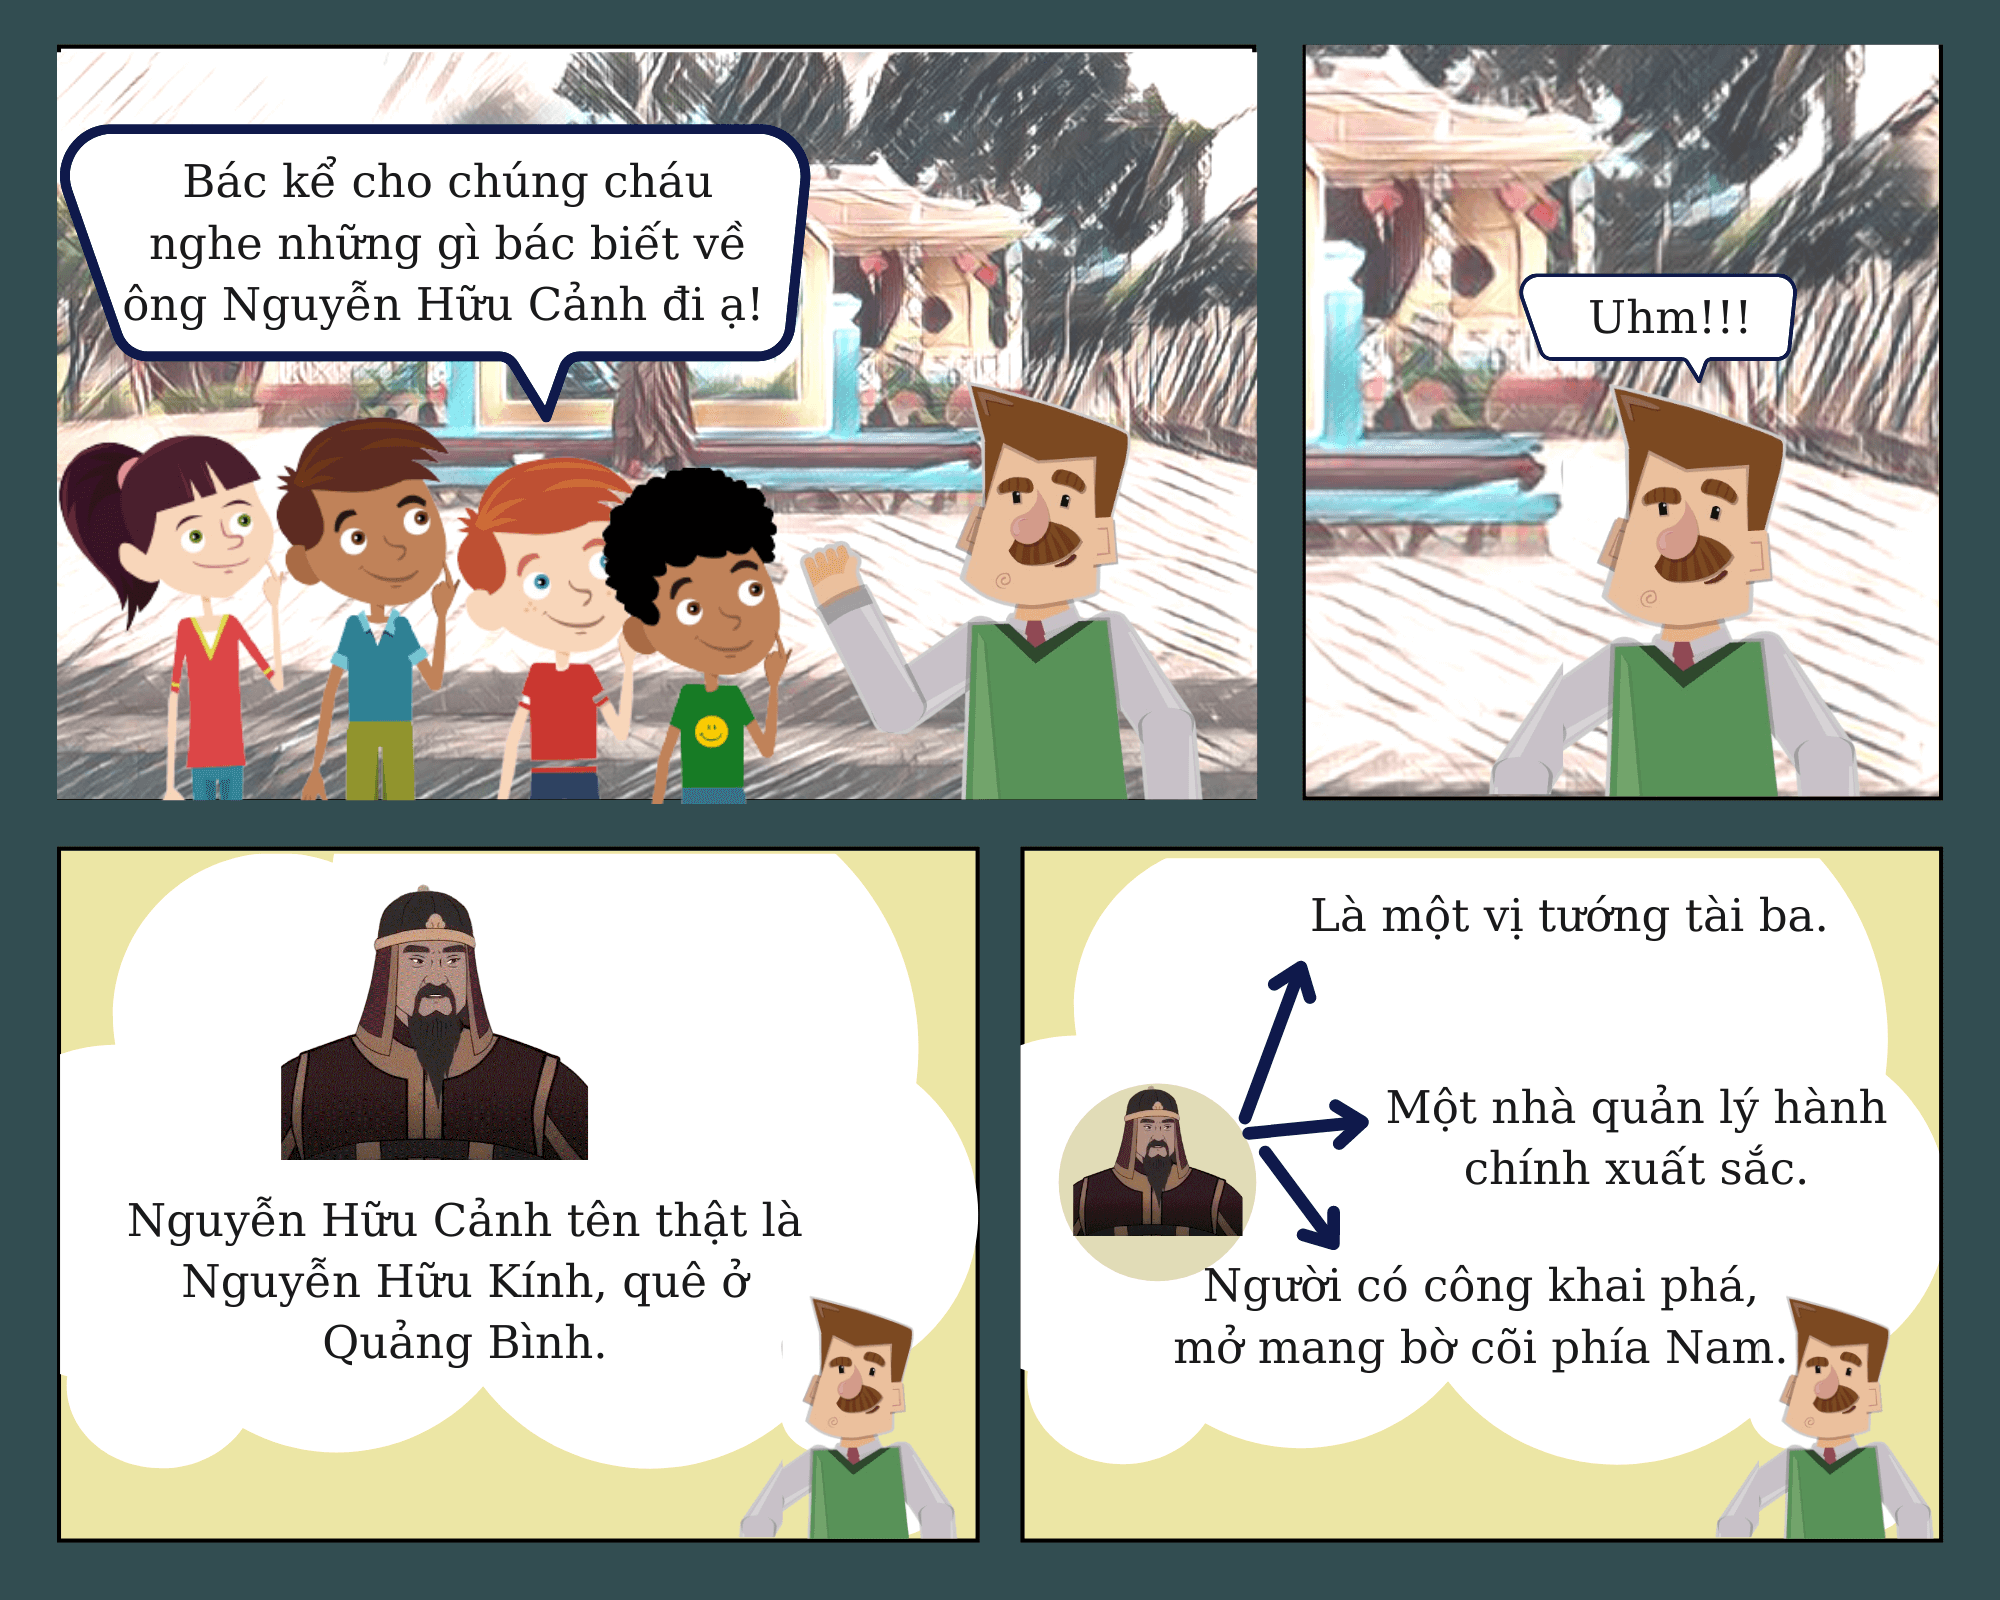 Bác kể cho chúng cháu
nghe những gì bác biết về
ông Nguyễn Hữu Cảnh đi ạ!
Uhm!!!
Nguyễn Hữu Cảnh tên thật là
Nguyễn Hữu Kính, quê ở
Quảng Bình.
Là một vị tướng tài ba.
Một nhà quản lý hành
chính xuất sắc.
Người có công khai phá,
mở mang bờ cõi phía Nam.